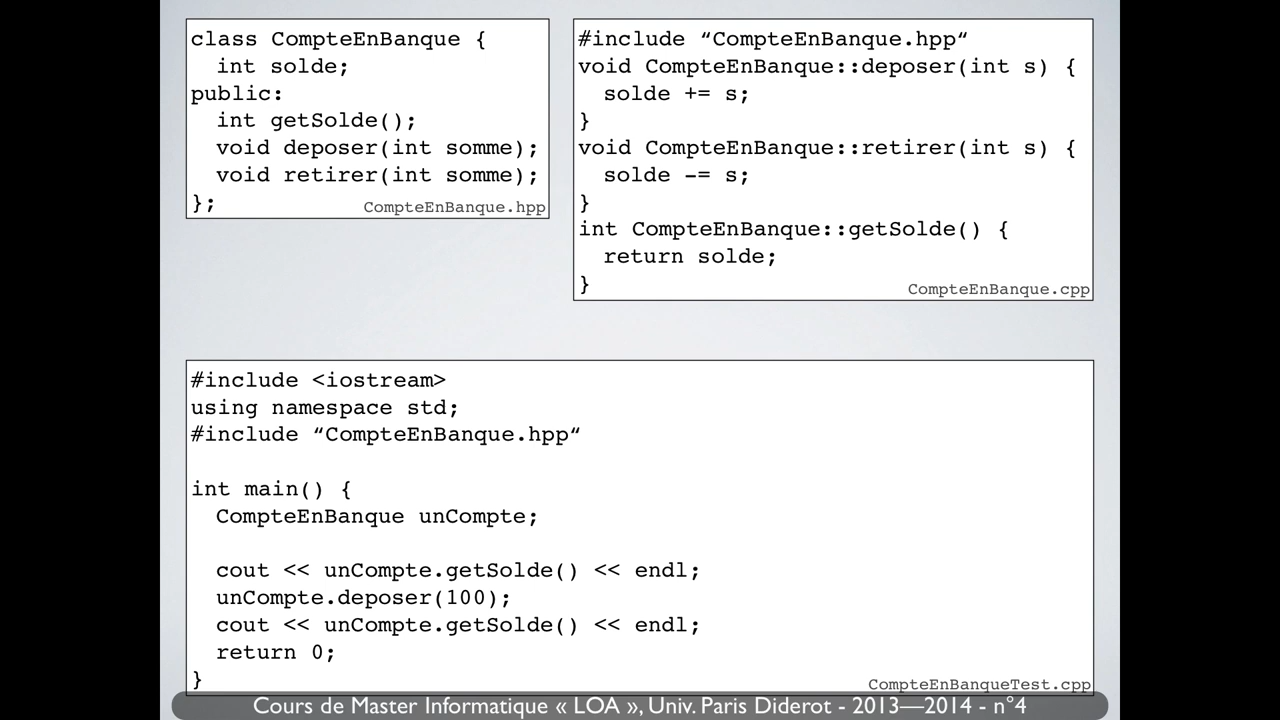 class CompteEnBanque {
  int solde;
public:
  int getSolde();
  void deposer(int somme);
  void retirer(int somme);
};
CompteEnBanque.hpp
#include “CompteEnBanque.hpp“
void CompteEnBanque::deposer(int s) {
  solde += s;
}
void CompteEnBanque::retirer(int s) {
  solde -= s;
}
int CompteEnBanque::getSolde() {
  return solde;
}
CompteEnBanque.cpp
#include <iostream>
using namespace std;
#include “CompteEnBanque.hpp“
int main() {
  CompteEnBanque unCompte;
  cout << unCompte.getSolde() << endl;
  unCompte.deposer(100);
  cout << unCompte.getSolde() << endl;
  return 0;
}
CompteEnBanqueTest.cpp
Cours de Master Informatique « LOA », Univ. Paris Diderot - 2013—2014 - n°4